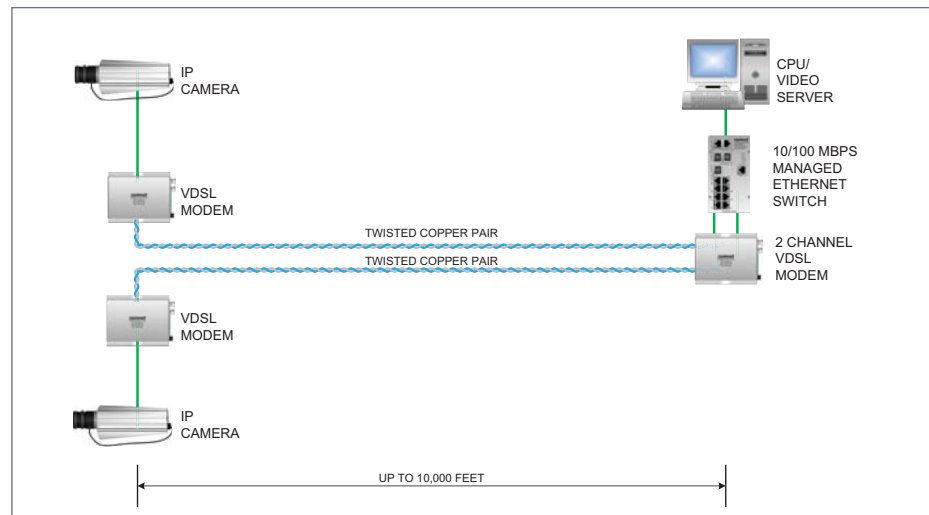 IP
CAMERA
CPU/
VIDEO
SERVER
10/100 MBPS
MANAGED
ETHERNET
SWITCH
VDSL
MODEM
TWISTED COPPER PAIR
TWISTED COPPER PAIR
2 CHANNEL
VDSL
MODEM
VDSL
MODEM
IP
CAMERA
UP TO 10,000 FEET